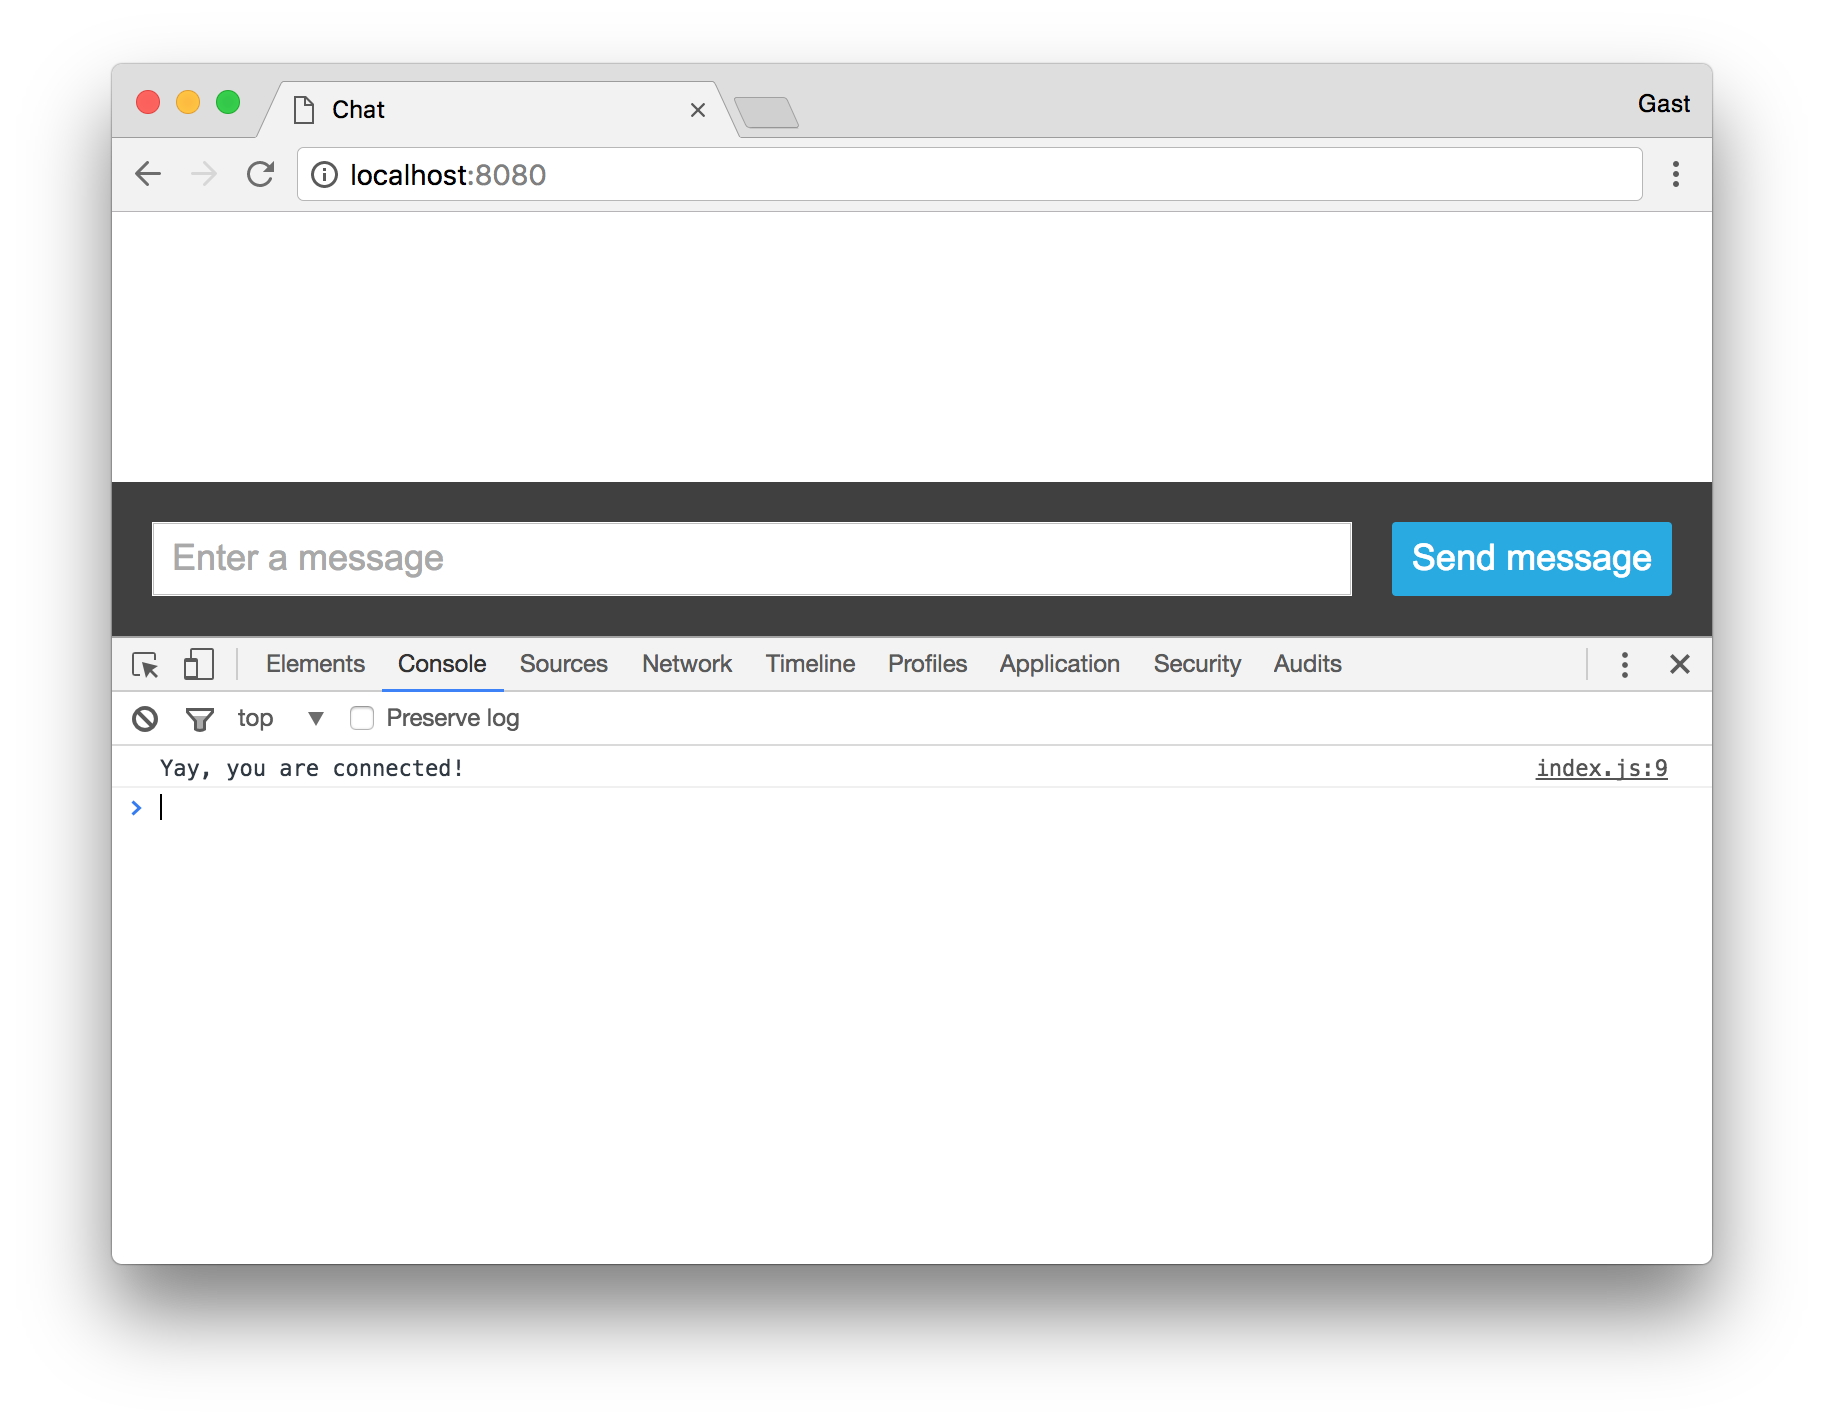 Chat
Gast
localhost:8080
Enter a message
Send message
Elements Console Sources Network Timeline Profiles Application Security Audits
top Preserve log
Yay, you are connected! index.js:9